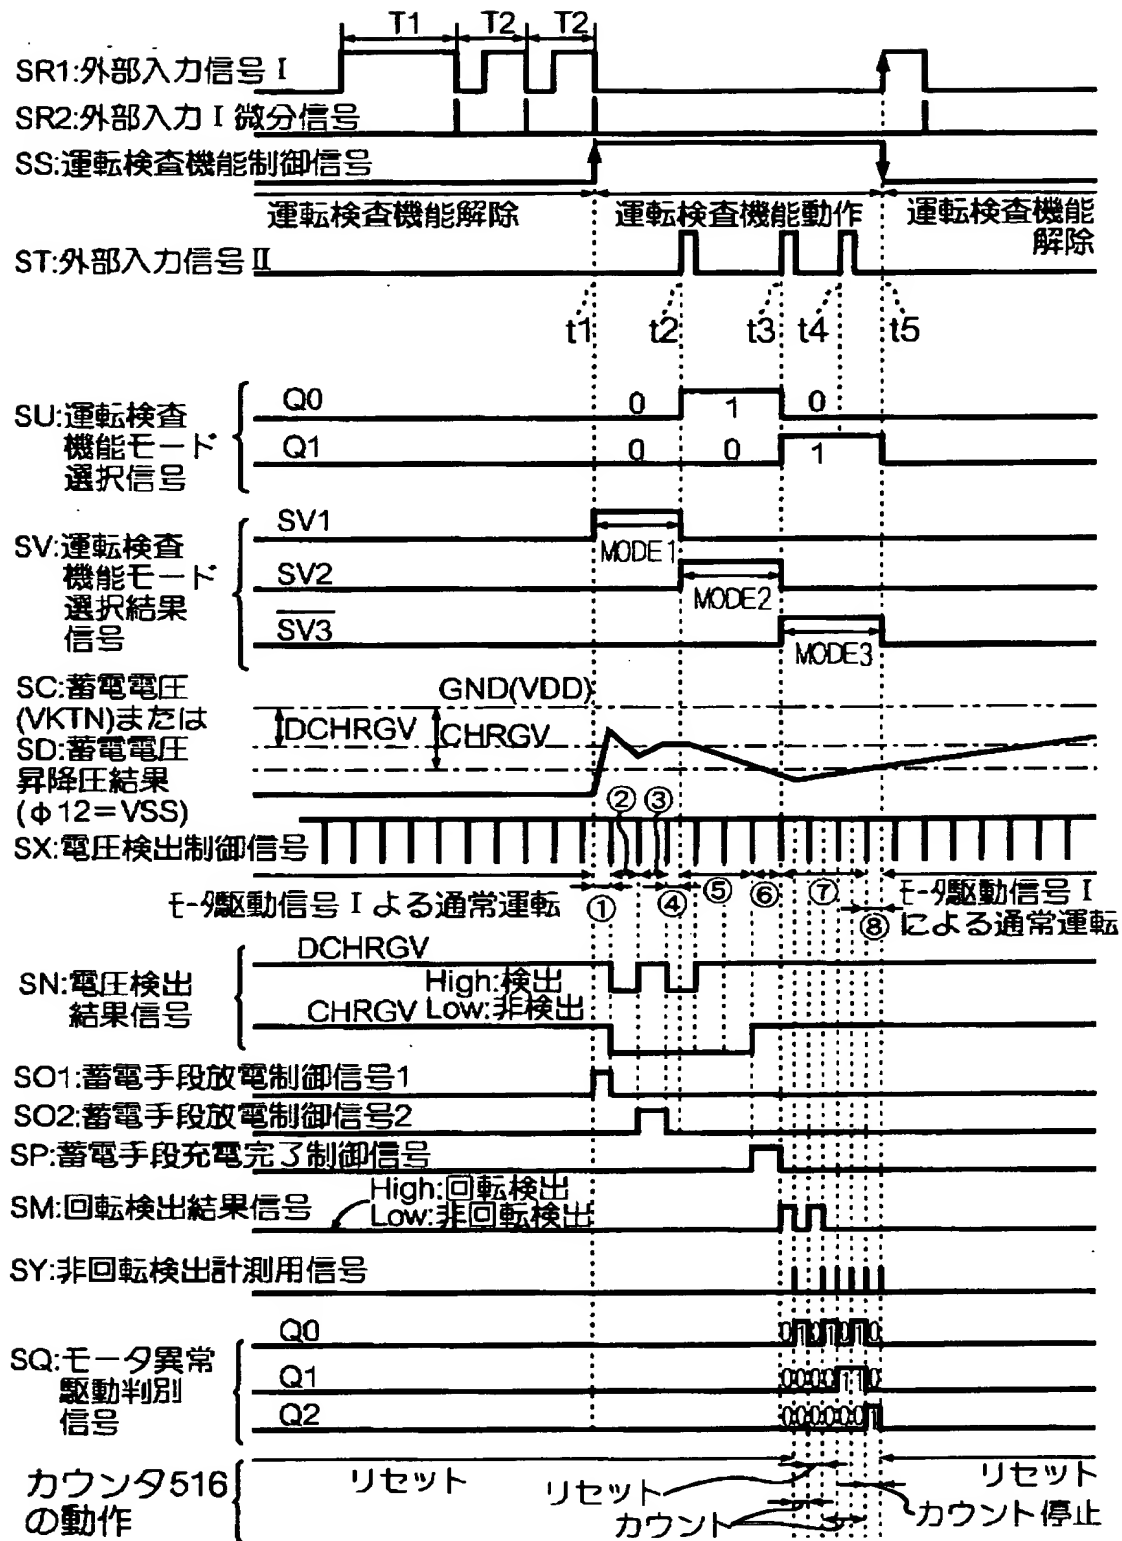 T1 T2 T2
SR1:外部入力信号Ⅰ
SR2:外部入力Ⅰ微分信号
SS:運転検査機能制御信号
運転検査機能解除 運転検査機能動作 運転検査機能
解除
ST:外部入力信号Ⅱ
t1 t2 t3 t4 t5
SU:運転検査
機能モード
選択信号
Q0 0 1 0
Q1 0 0 1
SV:運転検査
機能モード
選択結果
信号
SV1
MODE1
SV2
MODE2
SV3
MODE3
SC:蓄電電圧
(VKTN)または
SD:蓄電電圧
昇降圧結果
(φ12=VSS)
GND(VDD)
DCHRGV CHRGV
② ③
SX:電圧検出制御信号
モータ駆動信号Ⅰよる通常運転
① ④ ⑤ ⑥ ⑦ ⑧
モータ駆動信号Ⅰ
による通常運転
SN:電圧検出
結果信号
DCHRGV
High:検出
CHRGV Low:非検出
SO1:蓄電手段放電制御信号1
SO2:蓄電手段放電制御信号2
SP:蓄電手段充電完了制御信号
High:回転検出
SM:回転検出結果信号
Low:非回転検出
SY:非回転検出計測用信号
SQ:モータ異常
駆動判別
信号
Q0 0101010
Q1 0000110
Q2 0000001
カウンタ516
の動作
リセット リセット リセット
カウント カウント停止